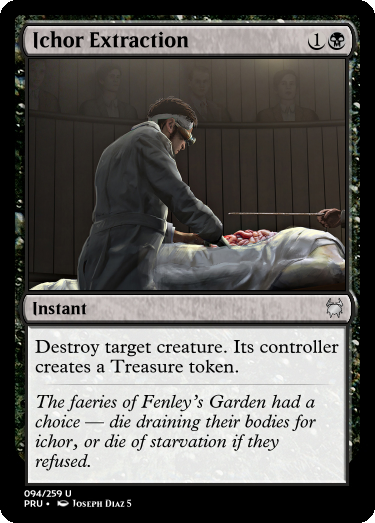 Ichor Extraction 1
Instant
Destroy target creature. Its controller
creates a Treasure token.
The faeries of Fenley's Garden had a
choice — die draining their bodies for
ichor, or die of starvation if they
refused.
094/259 U
PRU • Joseph Diaz 5